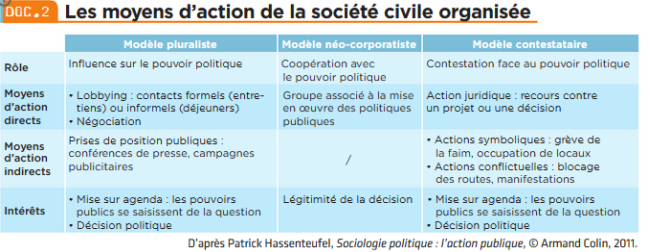 DOC.2 Les moyens d'action de la société civile organisée
Modèle pluraliste
Modèle néo-corporatiste
Modèle contestataire
Rôle
Influence sur le pouvoir politique
Coopération avec
le pouvoir politique
Contestation face au pouvoir politique
Moyens
d'action
directs
• Lobbying : contacts formels (entre-
tiens) ou informels (déjeuners)
• Négociation
Groupe associé à la mise
en œuvre des politiques
publiques
Action juridique : recours contre
un projet ou une décision
Moyens
d'action
indirects
Prises de position publiques :
conférences de presse, campagnes
publicitaires
/
• Actions symboliques : grève de
la faim, occupation de locaux
• Actions conflictuelles : blocage
des routes, manifestations
Intérêts
• Mise sur agenda : les pouvoirs
publics se saisissent de la question
• Décision politique
Légitimité de la décision
• Mise sur agenda : les pouvoirs
publics se saisissent de la question
• Décision politique
D'après Patrick Hassenteufel, Sociologie politique : l'action publique, © Armand Colin, 2011.